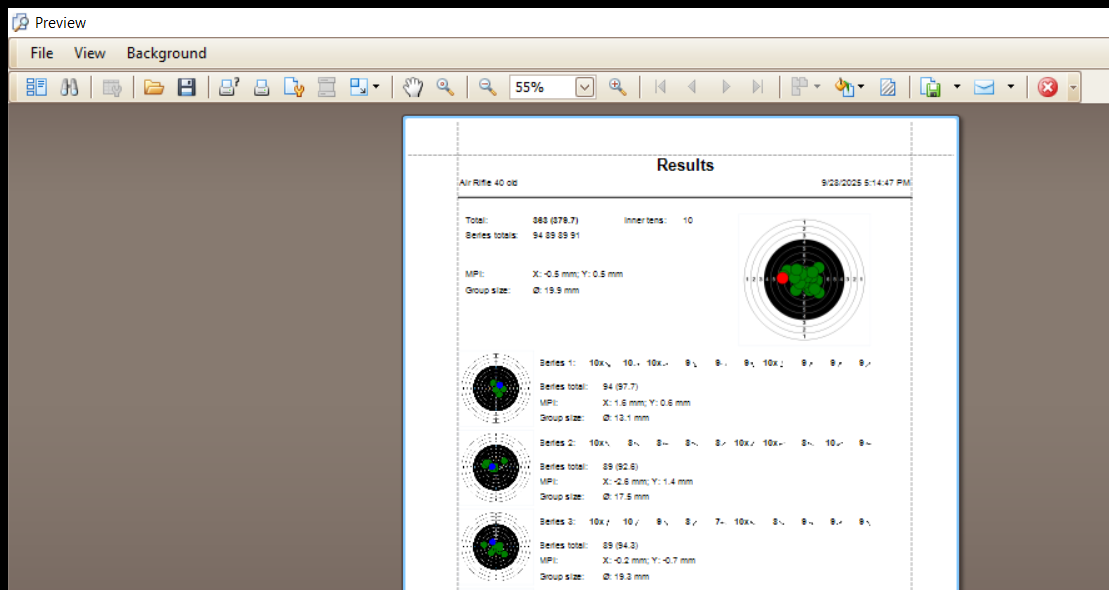 Preview
File View Background
55%
Results
Air Rifle 40 old 9/28/2025 5:14:47 PM
Total: 363 (379.7) Inner tens: 10
Series totals: 94 89 89 91
MPI: X: -0.5 mm; Y: 0.5 mm
Group size: Ø: 19.9 mm
Series 1: 10x 10 10x 9 9 9 10x 9 9 9
Series total: 94 (97.7)
MPI: X: 1.6 mm; Y: 0.6 mm
Group size: Ø: 13.1 mm
Series 2: 10x 8 8 8 8 10x 10x 8 10 9
Series total: 89 (92.6)
MPI: X: -2.6 mm; Y: 1.4 mm
Group size: Ø: 17.5 mm
Series 3: 10x 10 9 8 7 10x 8 9 9 9
Series total: 89 (94.3)
MPI: X: -0.2 mm; Y: -0.7 mm
Group size: Ø: 19.3 mm